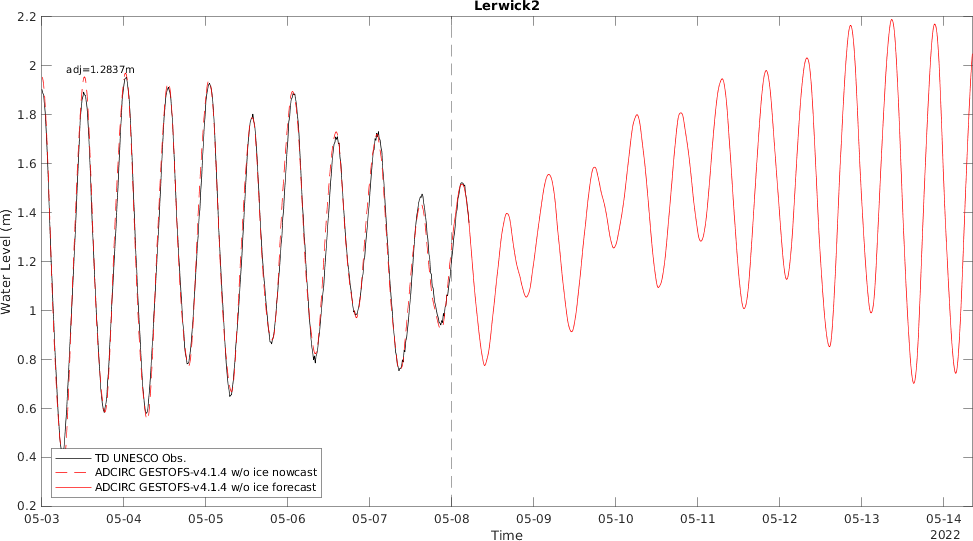 Lerwick2
2.2
2
1.8
1.6
1.4
1.2
1
0.8
0.6
0.4
0.2
Water Level (m)
adj=1.2837m
TD UNESCO Obs.
ADCIRC GESTOFS-v4.1.4 w/o ice nowcast
ADCIRC GESTOFS-v4.1.4 w/o ice forecast
05-03 05-04 05-05 05-06 05-07 05-08 05-09 05-10 05-11 05-12 05-13 05-14
Time
2022